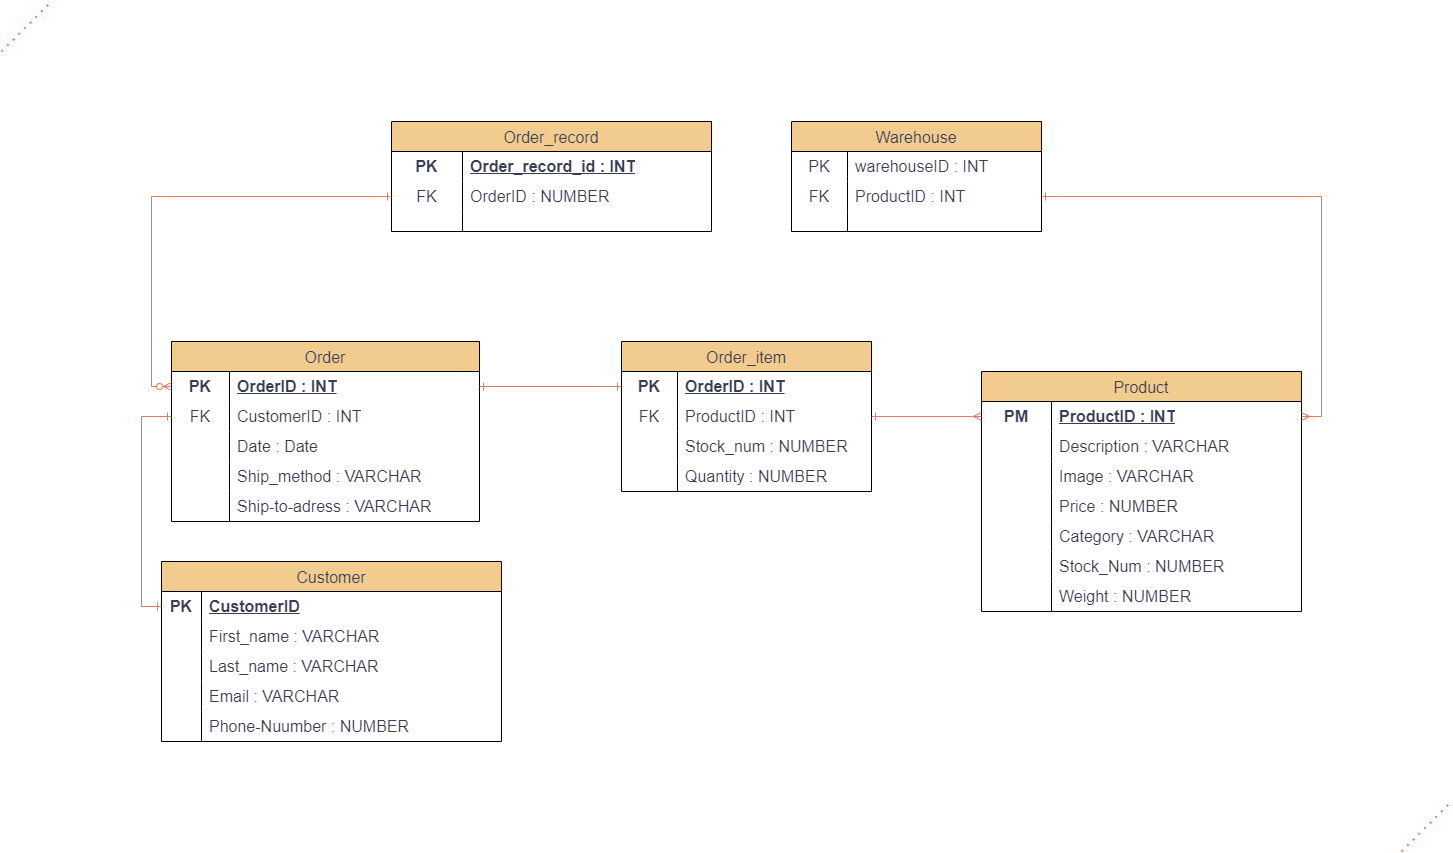 Order_record
PK Order_record_id : INT
FK OrderID : NUMBER
Warehouse
PK warehouseID : INT
FK ProductID : INT
Order
PK OrderID : INT
FK CustomerID : INT
Date : Date
Ship_method : VARCHAR
Ship-to-adress : VARCHAR
Order_item
PK OrderID : INT
FK ProductID : INT
Stock_num : NUMBER
Quantity : NUMBER
Product
PM ProductID : INT
Description : VARCHAR
Image : VARCHAR
Price : NUMBER
Category : VARCHAR
Stock_Num : NUMBER
Weight : NUMBER
Customer
PK CustomerID
First_name : VARCHAR
Last_name : VARCHAR
Email : VARCHAR
Phone-Nuumber : NUMBER